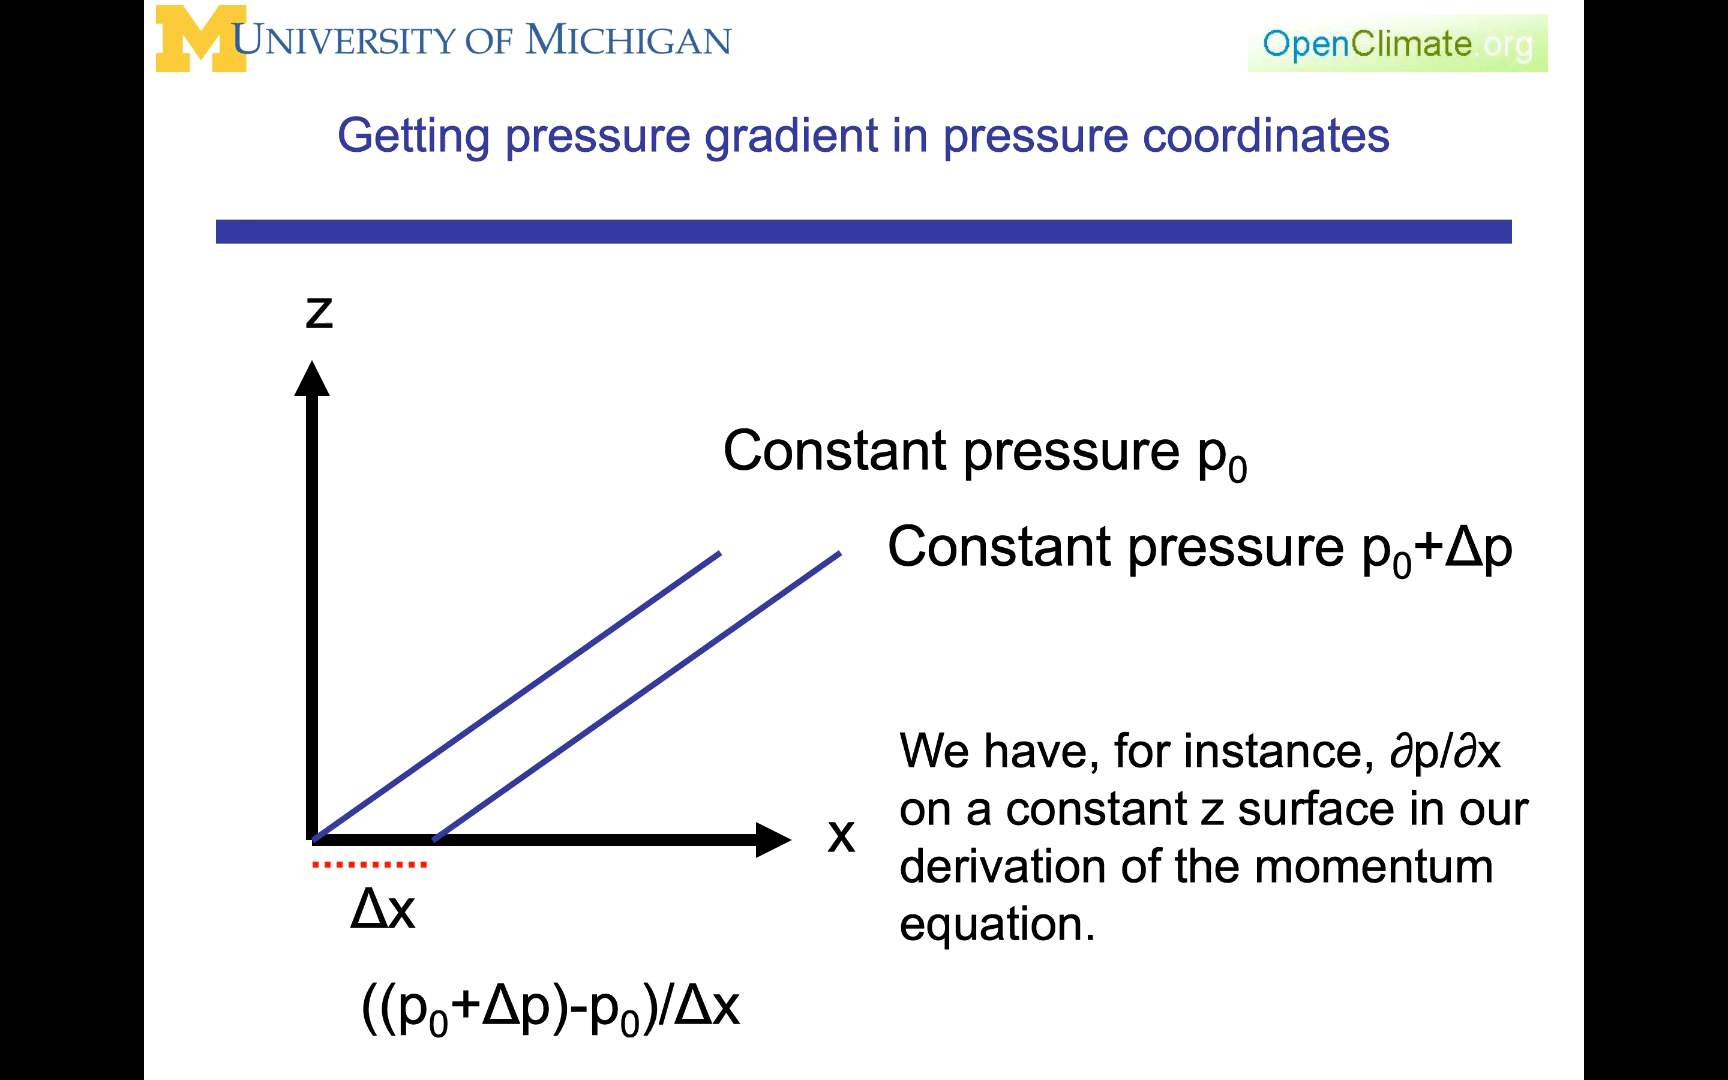 M UNIVERSITY OF MICHIGAN
OpenClimate.org
Getting pressure gradient in pressure coordinates
z
Constant pressure p₀
Constant pressure p₀+Δp
We have, for instance, ∂p/∂x
on a constant z surface in our
derivation of the momentum
equation.
x
Δx
((p₀+Δp)-p₀)/Δx